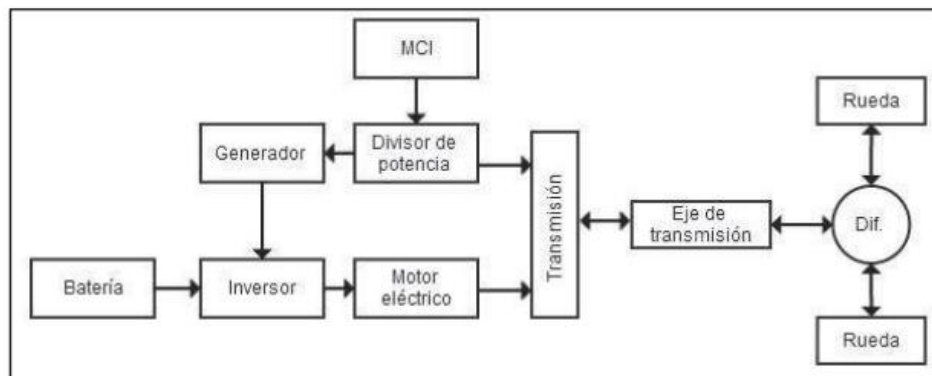 MCI
Rueda
Generador
Divisor de
potencia
Transmisión
Eje de
transmisión
Dif.
Batería
Inversor
Motor
eléctrico
Rueda